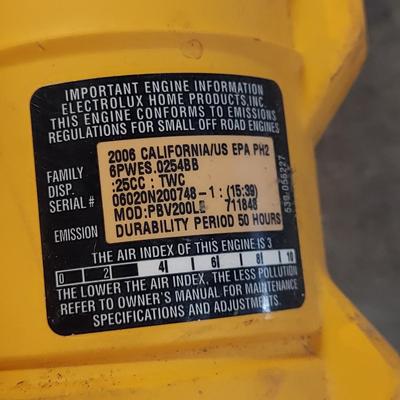 IMPORTANT ENGINE INFORMATION
ELECTROLUX HOME PRODUCTS, INC.
THIS ENGINE CONFORMS TO EMISSIONS
REGULATIONS FOR SMALL OFF ROAD ENGINES
2006 CALIFORNIA/US EPA PH2
FAMILY 6PWES.0254BB
DISP. :25CC : TWC
SERIAL # 06020N200748-1 : (15:39)
MOD:PBV200LE 711848
EMISSION DURABILITY PERIOD 50 HOURS
THE AIR INDEX OF THIS ENGINE IS 3
0 2 4 6 8 10
THE LOWER THE AIR INDEX, THE LESS POLLUTION
REFER TO OWNER'S MANUAL FOR MAINTENANCE
SPECIFICATIONS AND ADJUSTMENTS.
530-055227